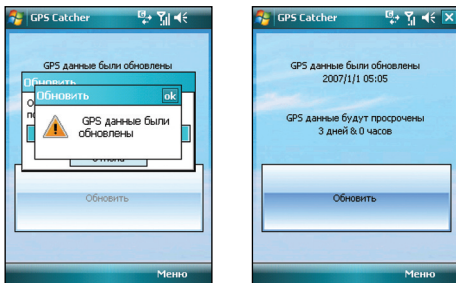 GPS Catcher
GPS данные были обновлены
Обновить
Обновить
ok
GPS данные были
обновлены
Обновить
Меню
GPS Catcher
GPS данные были обновлены
2007/1/1 05:05
GPS данные будут просрочены
3 дней & 0 часов
Обновить
Меню